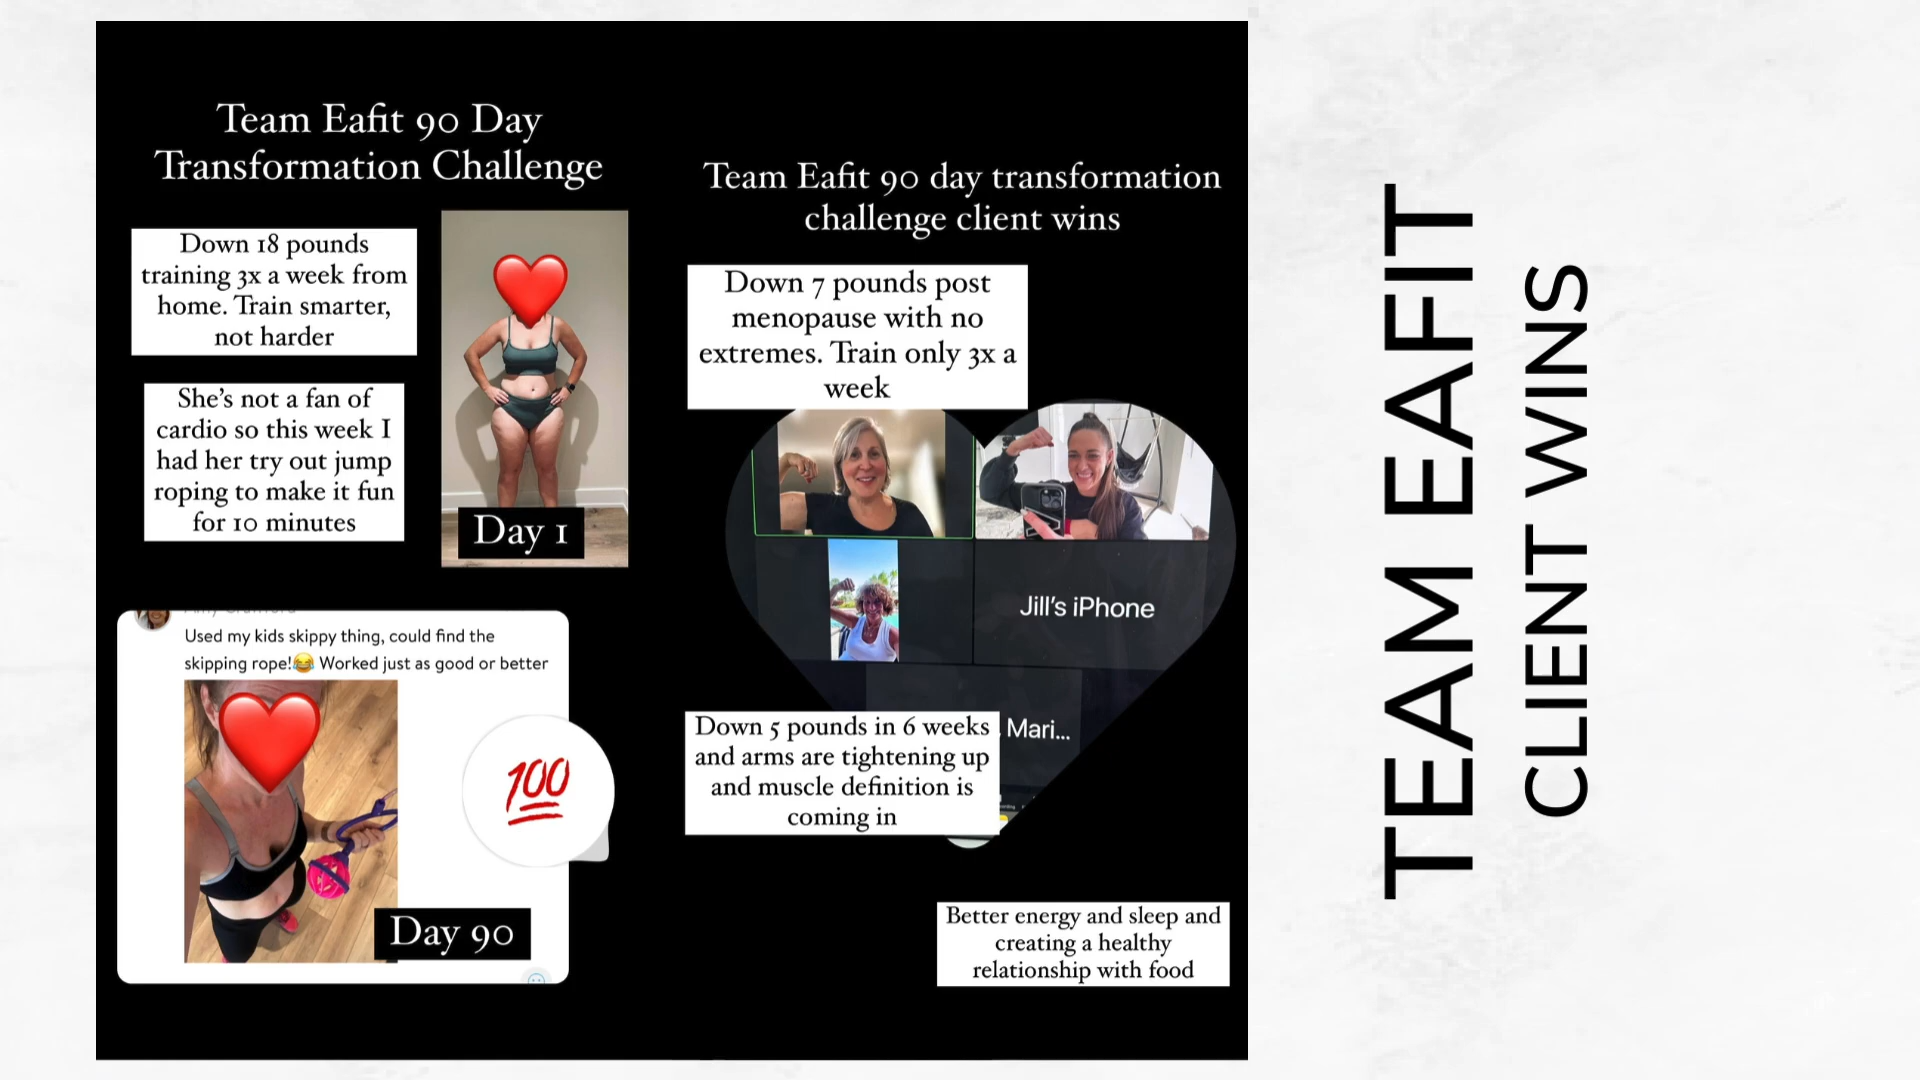 Team Eafit 90 Day
Transformation Challenge
Down 18 pounds
training 3x a week from
home. Train smarter,
not harder
She's not a fan of
cardio so this week I
had her try out jump
roping to make it fun
for 10 minutes
Day 1
Used my kids skippy thing, could find the
skipping rope!😂 Worked just as good or better
💯
Day 90
Team Eafit 90 day transformation
challenge client wins
Down 7 pounds post
menopause with no
extremes. Train only 3x a
week
Jill's iPhone
Mari...
Down 5 pounds in 6 weeks
and arms are tightening up
and muscle definition is
coming in
Better energy and sleep and
creating a healthy
relationship with food
TEAM EAFIT
CLIENT WINS